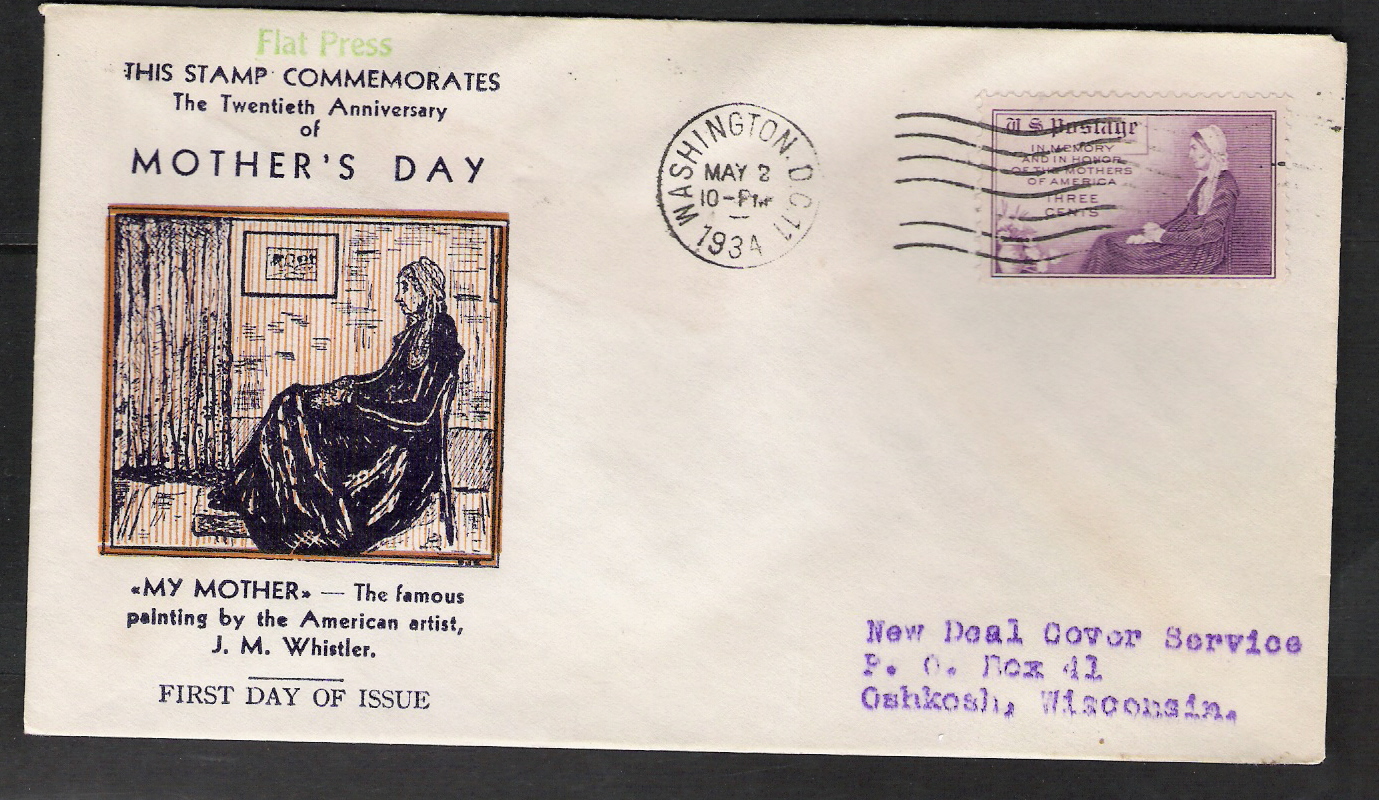 Flat Press
THIS STAMP COMMEMORATES
The Twentieth Anniversary
of
MOTHER'S DAY
«MY MOTHER» — The famous
painting by the American artist,
J. M. Whistler.
FIRST DAY OF ISSUE
WASHINGTON. D.C. 11
MAY 2
10-PM
1934
U S Postage
IN MEMORY
AND IN HONOR
OF THE MOTHERS
OF AMERICA
THREE
CENTS
New Deal Cover Service
P. O. Box 41
Oshkosh, Wisconsin.